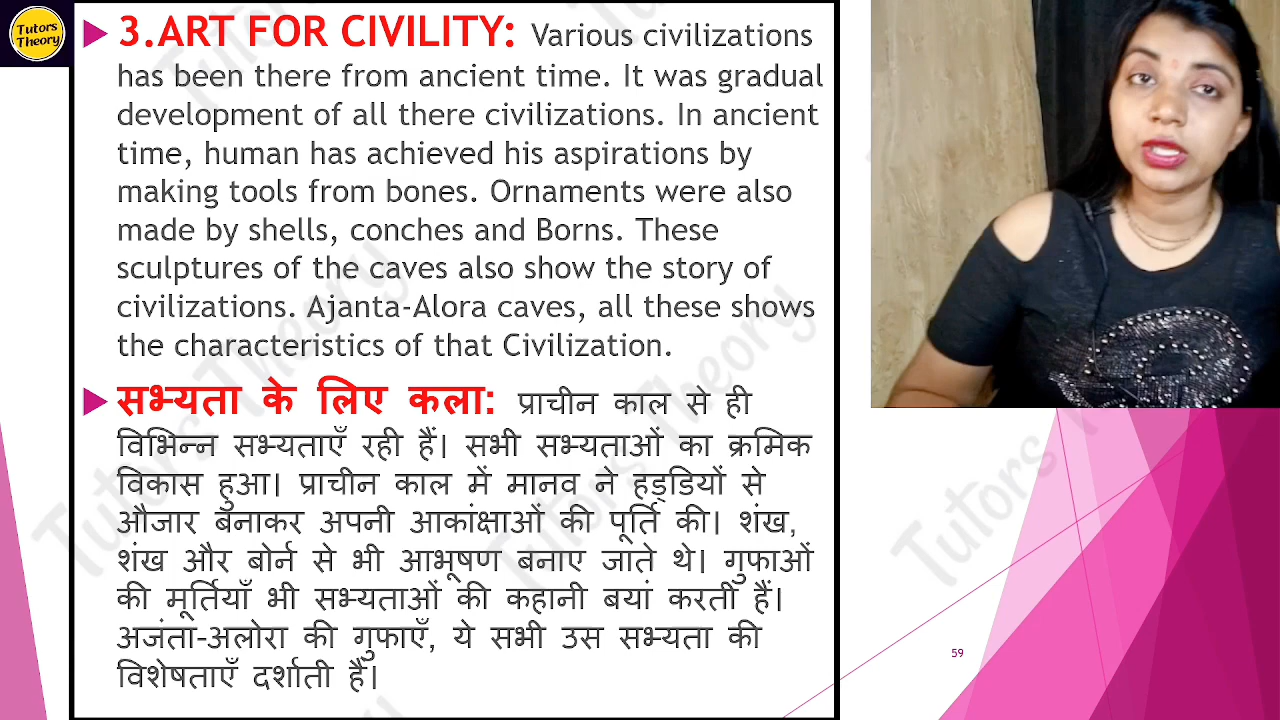 Tutors
Theory
3.ART FOR CIVILITY: Various civilizations
has been there from ancient time. It was gradual
development of all there civilizations. In ancient
time, human has achieved his aspirations by
making tools from bones. Ornaments were also
made by shells, conches and Borns. These
sculptures of the caves also show the story of
civilizations. Ajanta-Alora caves, all these shows
the characteristics of that Civilization.
सभ्यता के लिए कला: प्राचीन काल से ही
विभिन्न सभ्यताएँ रही हैं। सभी सभ्यताओं का क्रमिक
विकास हुआ। प्राचीन काल में मानव ने हड्डियों से
औजार बनाकर अपनी आकांक्षाओं की पूर्ति की। शंख,
शंख और बोर्न से भी आभूषण बनाए जाते थे। गुफाओं
की मूर्तियाँ भी सभ्यताओं की कहानी बयां करती हैं।
अजंता-अलोरा की गुफाएँ, ये सभी उस सभ्यता की
विशेषताएँ दर्शाती हैं।
59
Tutors Theory